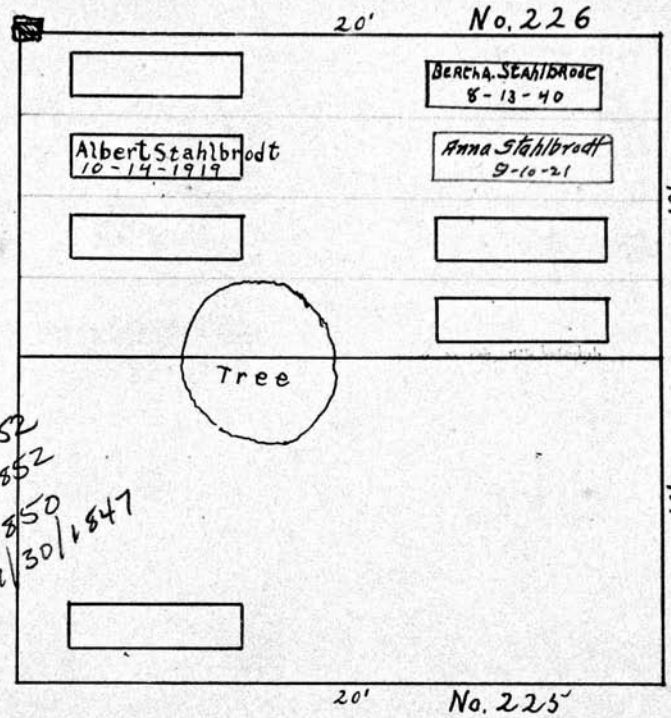 20' No. 226
Bertha. Stahlbrodt
8-13-40
Albert Stahlbrodt
10-14-1919
Anna Stahlbrodt
9-10-21
Tree
52
852
850
30/1847
20' No. 225